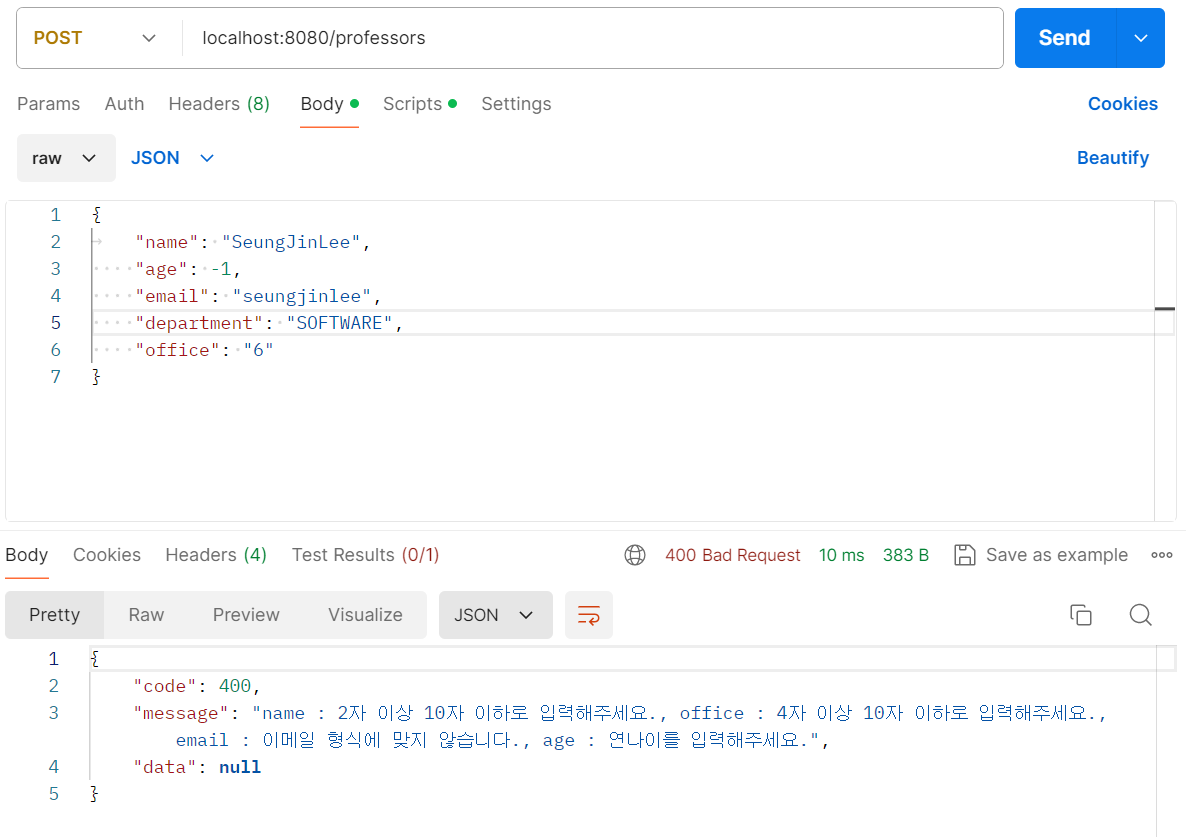 POST localhost:8080/professors Send
Params Auth Headers (8) Body Scripts Settings Cookies
raw JSON Beautify
1 {
2 "name": "SeungJinLee",
3 "age": -1,
4 "email": "seungjinlee",
5 "department": "SOFTWARE",
6 "office": "6"
7 }
Body Cookies Headers (4) Test Results (0/1) 400 Bad Request 10 ms 383 B Save as example
Pretty Raw Preview Visualize JSON
1 {
2 "code": 400,
3 "message": "name : 2자 이상 10자 이하로 입력해주세요., office : 4자 이상 10자 이하로 입력해주세요.,
email : 이메일 형식에 맞지 않습니다., age : 연나이를 입력해주세요.",
4 "data": null
5 }